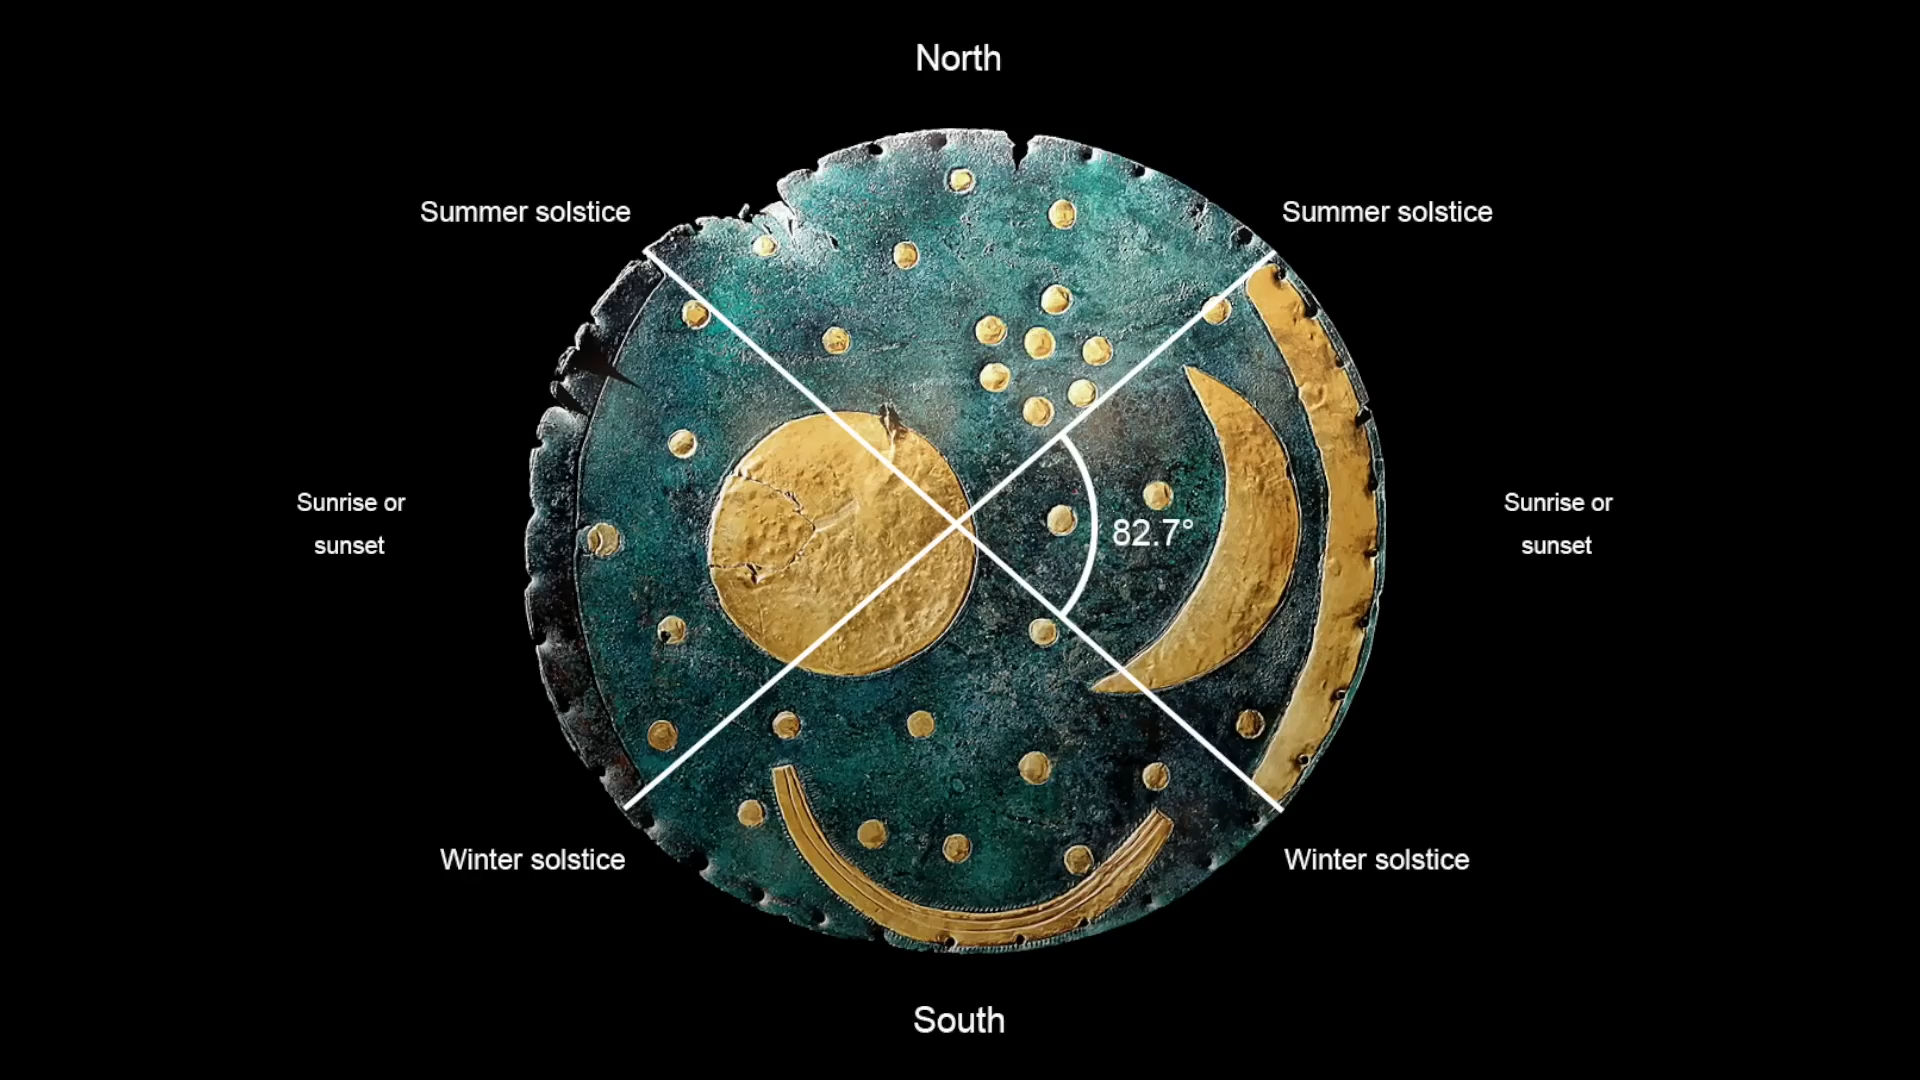 North
Summer solstice
Summer solstice
Sunrise or
sunset
82.7°
Sunrise or
sunset
Winter solstice
Winter solstice
South